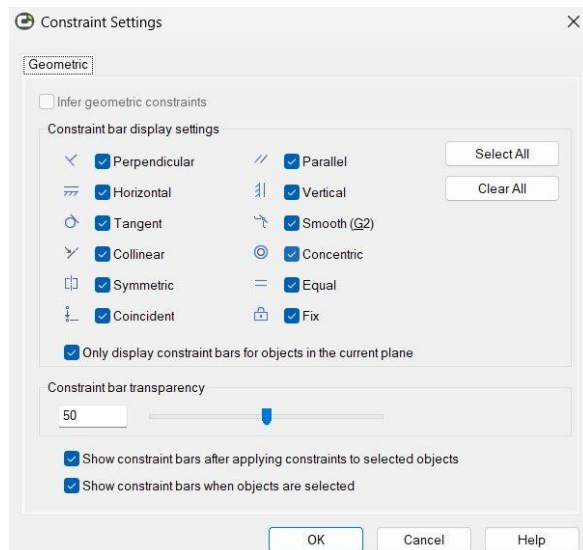 Constraint Settings
Geometric
Infer geometric constraints
Constraint bar display settings
Perpendicular Parallel Select All
Horizontal Vertical Clear All
Tangent Smooth (G2)
Collinear Concentric
Symmetric Equal
Coincident Fix
Only display constraint bars for objects in the current plane
Constraint bar transparency
50
Show constraint bars after applying constraints to selected objects
Show constraint bars when objects are selected
OK Cancel Help